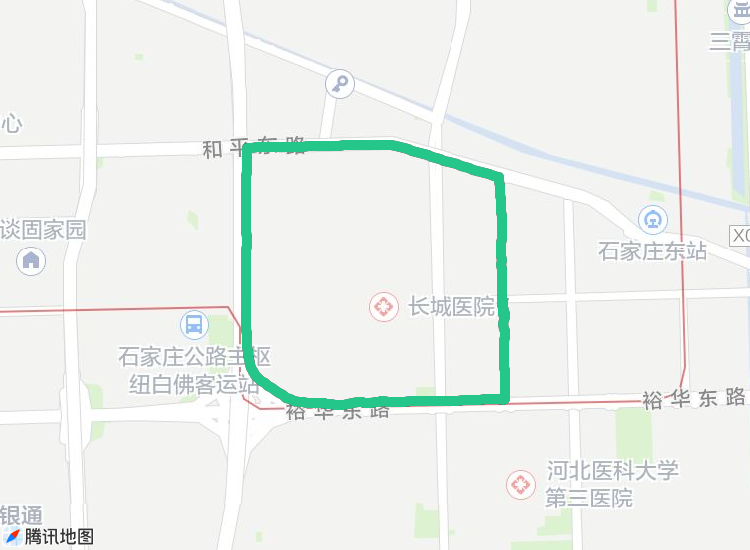 三霄
心
和平东路
谈固家园
石家庄东站
XC
长城医院
石家庄公路主枢
纽白佛客运站
裕华东路
裕华东路
河北医科大学
第三医院
银通
腾讯地图